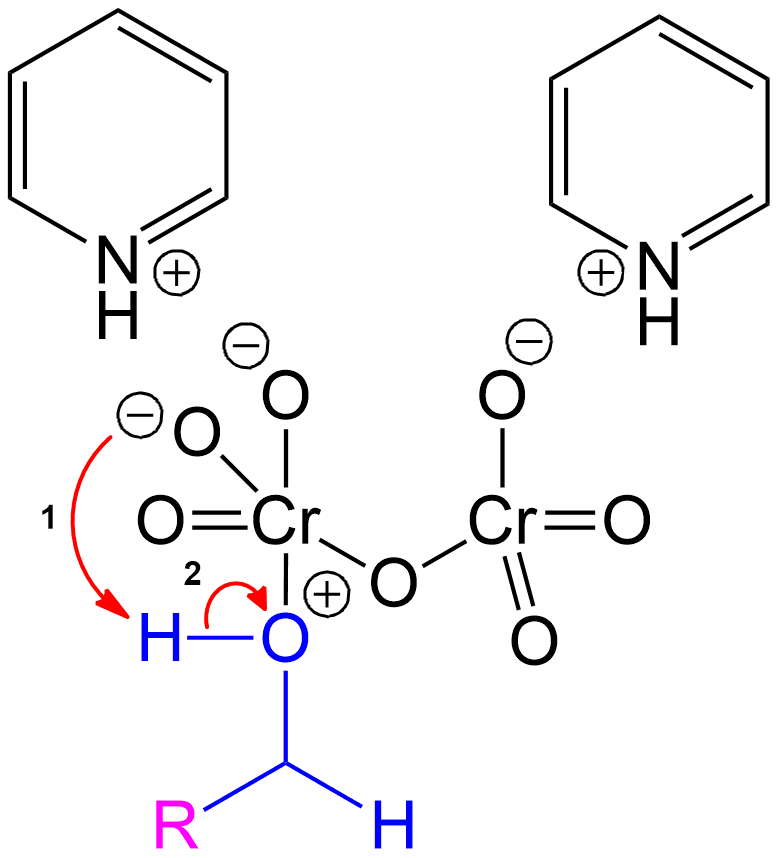 N ⊕ ⊕ N
H H
⊖ ⊖
⊖ O O O
1 O Cr Cr O
2 O
H O ⊕ O
R H